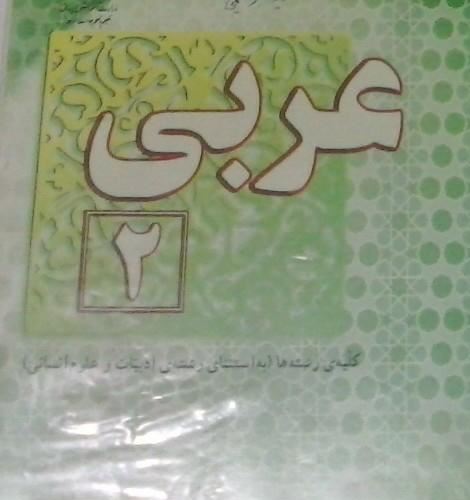 عربی
۲
کلیه‌ی رشته‌ها (به استثنای رشته‌ی ادبیات و علوم انسانی)